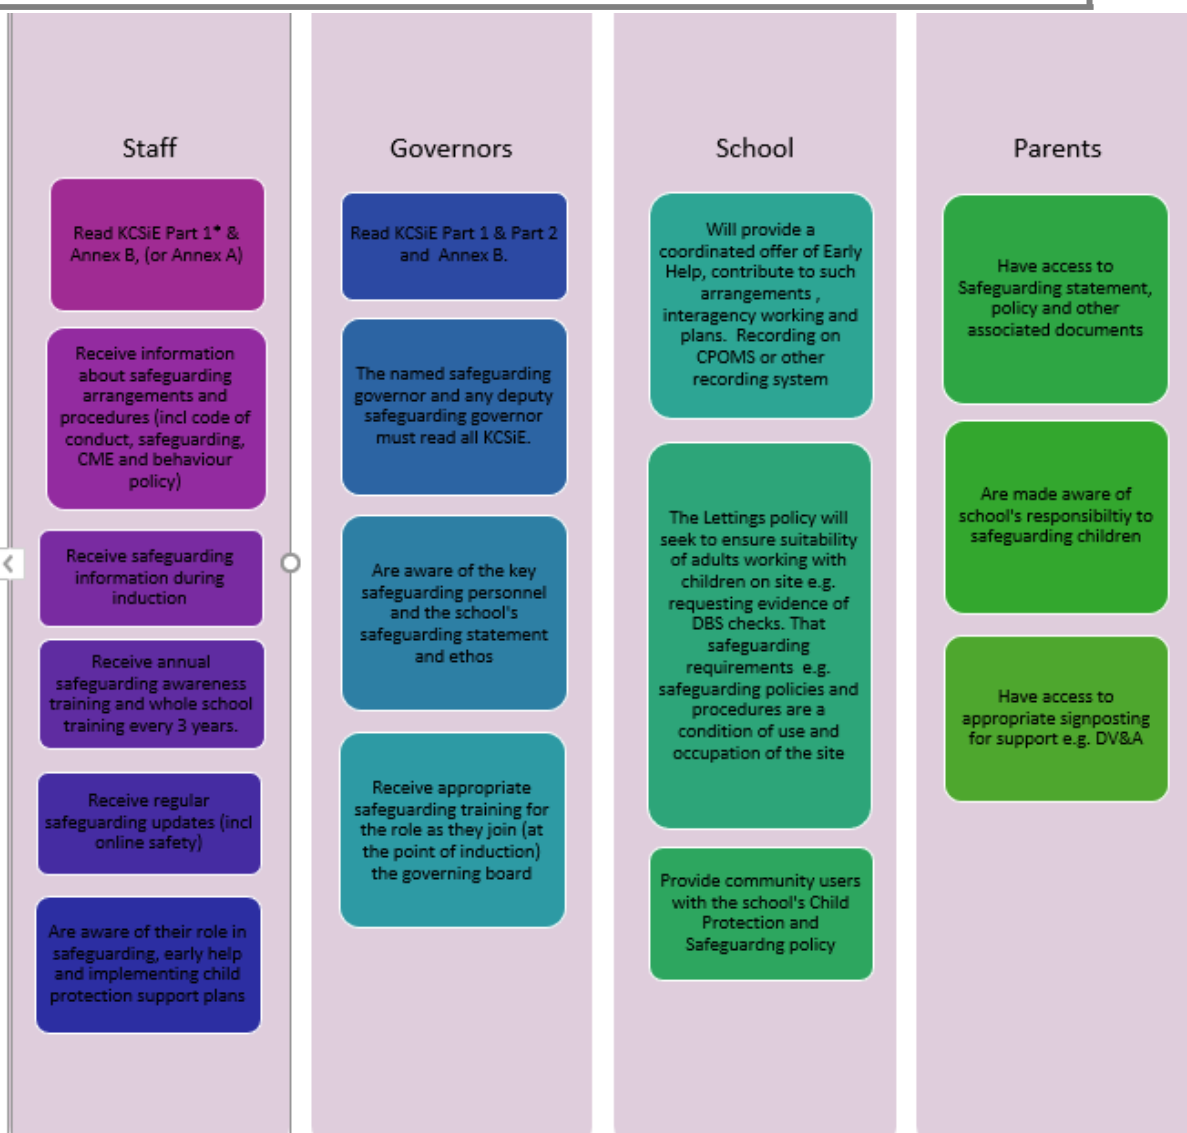 Staff
Read KCSiE Part 1* &
Annex B, (or Annex A)
Receive information
about safeguarding
arrangements and
procedures (incl code of
conduct, safeguarding,
CME and behaviour
policy)
Receive safeguarding
information during
induction
Receive annual
safeguarding awareness
training and whole school
training every 3 years.
Receive regular
safeguarding updates (incl
online safety)
Are aware of their role in
safeguarding, early help
and implementing child
protection support plans
Governors
Read KCSiE Part 1 & Part 2
and Annex B.
The named safeguarding
governor and any deputy
safeguarding governor
must read all KCSiE.
Are aware of the key
safeguarding personnel
and the school's
safeguarding statement
and ethos
Receive appropriate
safeguarding training for
the role as they join (at
the point of induction)
the governing board
School
Will provide a
coordinated offer of Early
Help, contribute to such
arrangements ,
interagency working and
plans. Recording on
CPOMS or other
recording system
The Lettings policy will
seek to ensure suitability
of adults working with
children on site e.g.
requesting evidence of
DBS checks. That
safeguarding
requirements e.g.
safeguarding policies and
procedures are a
condition of use and
occupation of the site
Provide community users
with the school's Child
Protection and
Safeguardng policy
Parents
Have access to
Safeguarding statement,
policy and other
associated documents
Are made aware of
school's responsibiltiy to
safeguarding children
Have access to
appropriate signposting
for support e.g. DV&A